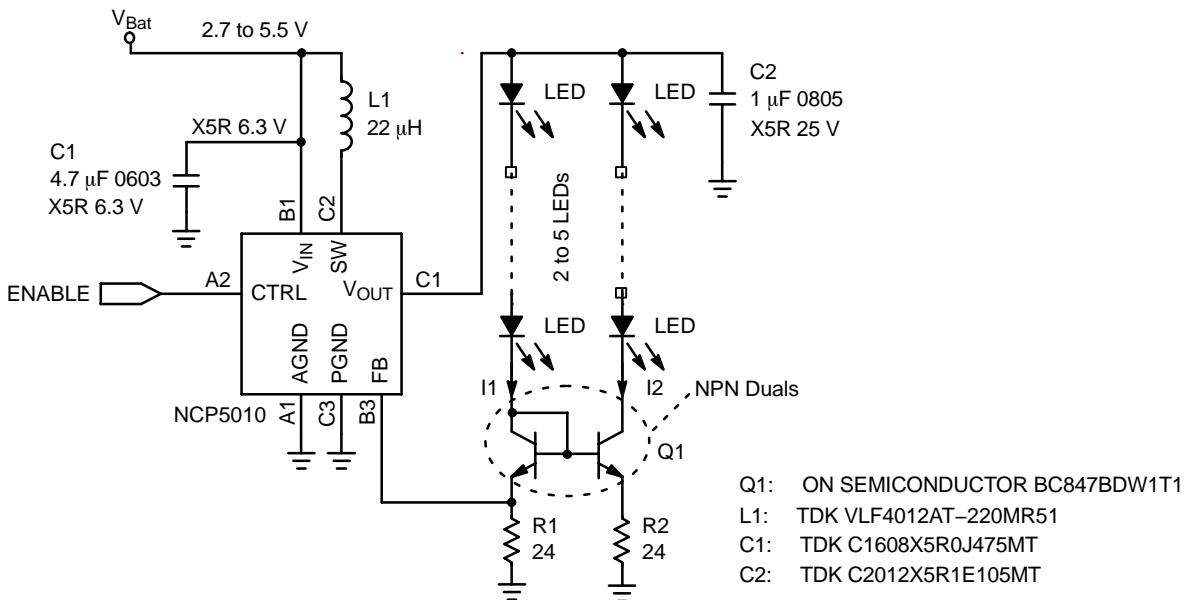 VBat
2.7 to 5.5 V
L1
22 μH
X5R 6.3 V
C1
4.7 μF 0603
X5R 6.3 V
B1
C2
LED
LED
C2
1 μF 0805
X5R 25 V
2 to 5 LEDs
ENABLE
A2
CTRL
VIN
SW
VOUT
C1
AGND
PGND
FB
LED
LED
NCP5010
A1
C3
B3
I1
I2
NPN Duals
Q1
R1
24
R2
24
Q1: ON SEMICONDUCTOR BC847BDW1T1
L1: TDK VLF4012AT−220MR51
C1: TDK C1608X5R0J475MT
C2: TDK C2012X5R1E105MT